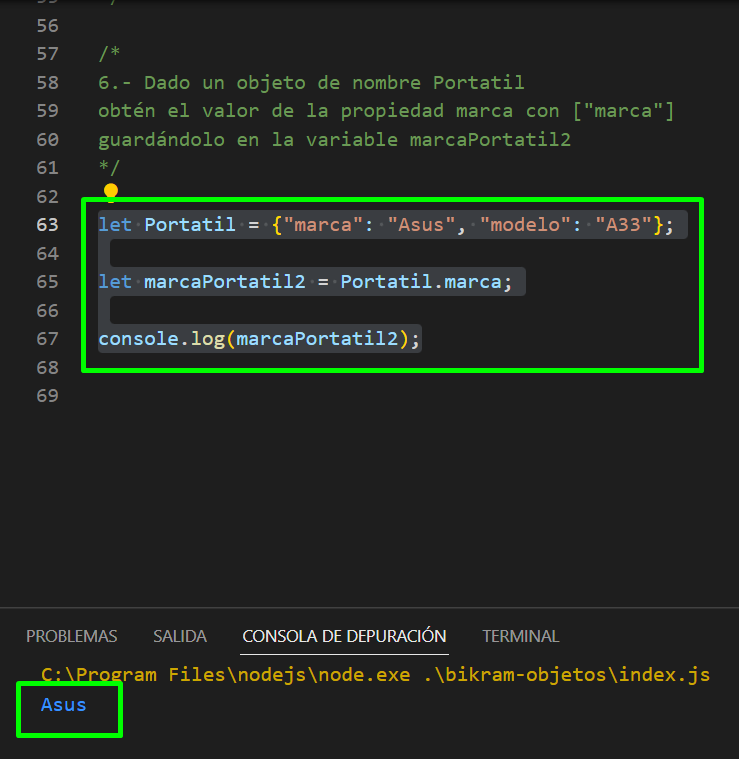 55 */
56
57 /*
58 6.- Dado un objeto de nombre Portatil
59 obtén el valor de la propiedad marca con ["marca"]
60 guardándolo en la variable marcaPortatil2
61 */
62
63 let Portatil = {"marca": "Asus", "modelo": "A33"};
64
65 let marcaPortatil2 = Portatil.marca;
66
67 console.log(marcaPortatil2);
68
69
PROBLEMAS SALIDA CONSOLA DE DEPURACIÓN TERMINAL
C:\Program Files\nodejs\node.exe .\bikram-objetos\index.js
Asus